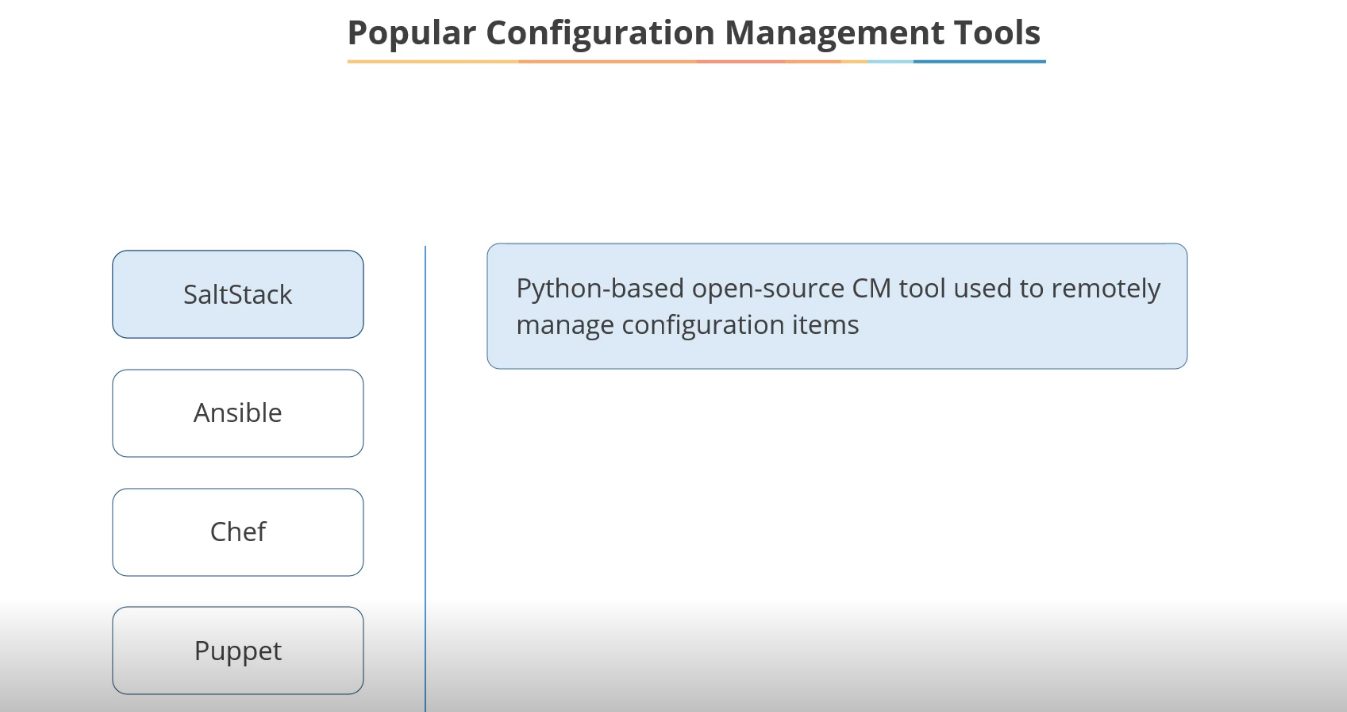 Popular Configuration Management Tools
SaltStack
Python-based open-source CM tool used to remotely
manage configuration items
Ansible
Chef
Puppet